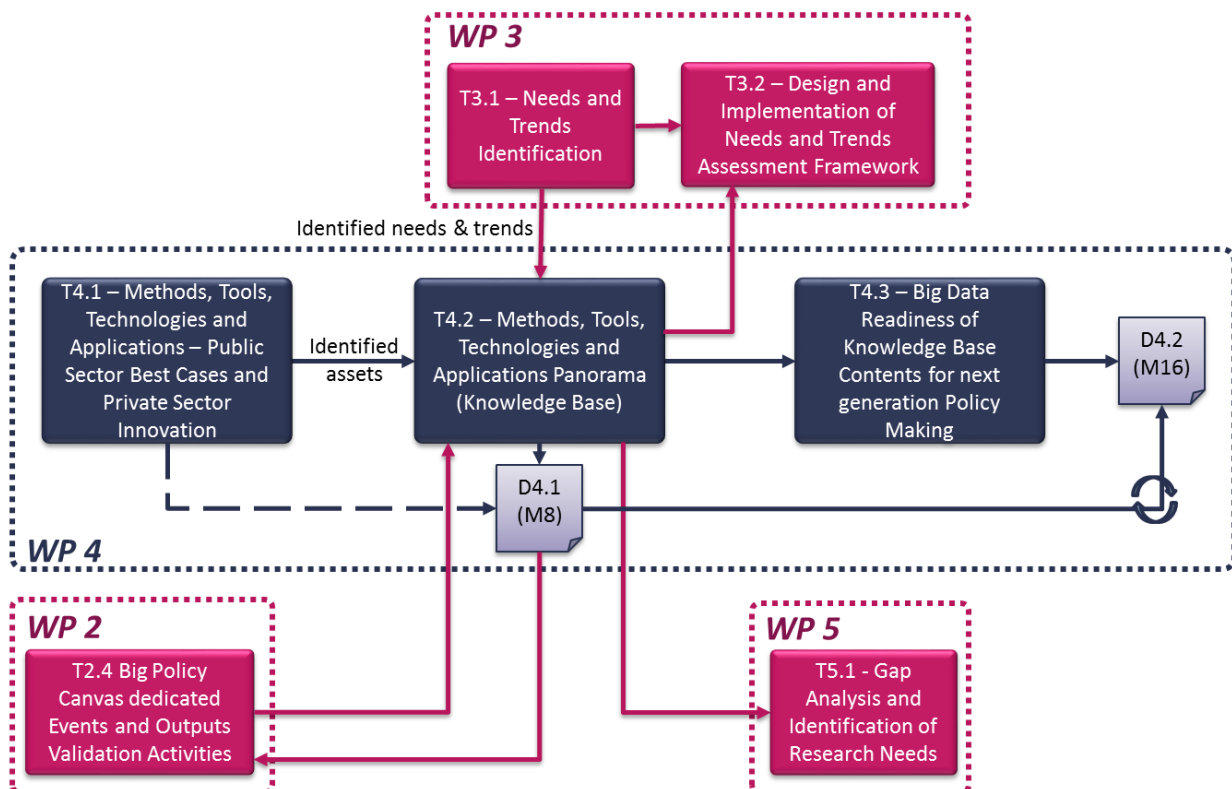 WP 3
T3.1 – Needs and
Trends
Identification
T3.2 – Design and
Implementation of
Needs and Trends
Assessment Framework
Identified needs & trends
T4.1 – Methods, Tools,
Technologies and
Applications – Public
Sector Best Cases and
Private Sector
Innovation
Identified
assets
T4.2 – Methods, Tools,
Technologies and
Applications Panorama
(Knowledge Base)
T4.3 – Big Data
Readiness of
Knowledge Base
Contents for next
generation Policy
Making
D4.2
(M16)
D4.1
(M8)
WP 4
WP 2
T2.4 Big Policy
Canvas dedicated
Events and Outputs
Validation Activities
WP 5
T5.1 - Gap
Analysis and
Identification of
Research Needs